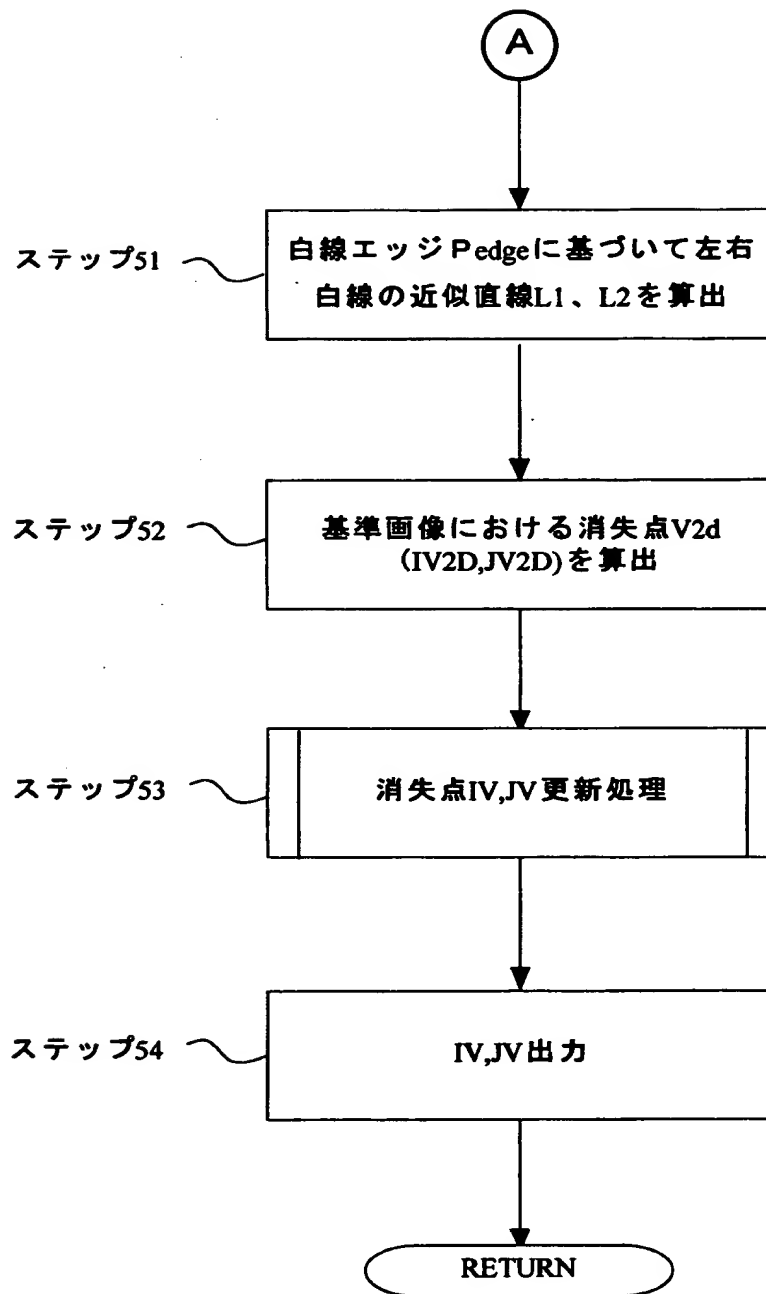 A
ステップ51
白線エッジPedgeに基づいて左右
白線の近似直線L1、L2を算出
ステップ52
基準画像における消失点V2d
(IV2D,JV2D)を算出
ステップ53
消失点IV,JV更新処理
ステップ54
IV,JV出力
RETURN